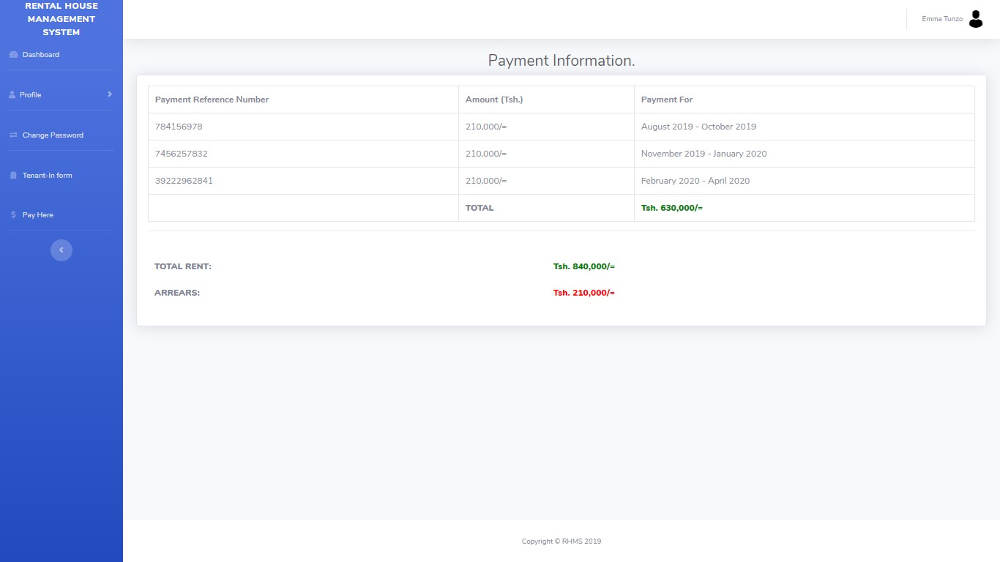 RENTAL HOUSE
MANAGEMENT
SYSTEM
Dashboard
Profile
Change Password
Tenant-In form
Pay Here
Emma Tunzo
Payment Information.
Payment Reference Number Amount (Tsh.) Payment For
784156978 210,000/= August 2019 - October 2019
7456257832 210,000/= November 2019 - January 2020
39222962841 210,000/= February 2020 - April 2020
TOTAL Tsh. 630,000/=
TOTAL RENT: Tsh. 840,000/=
ARREARS: Tsh. 210,000/=
Copyright © RHMS 2019